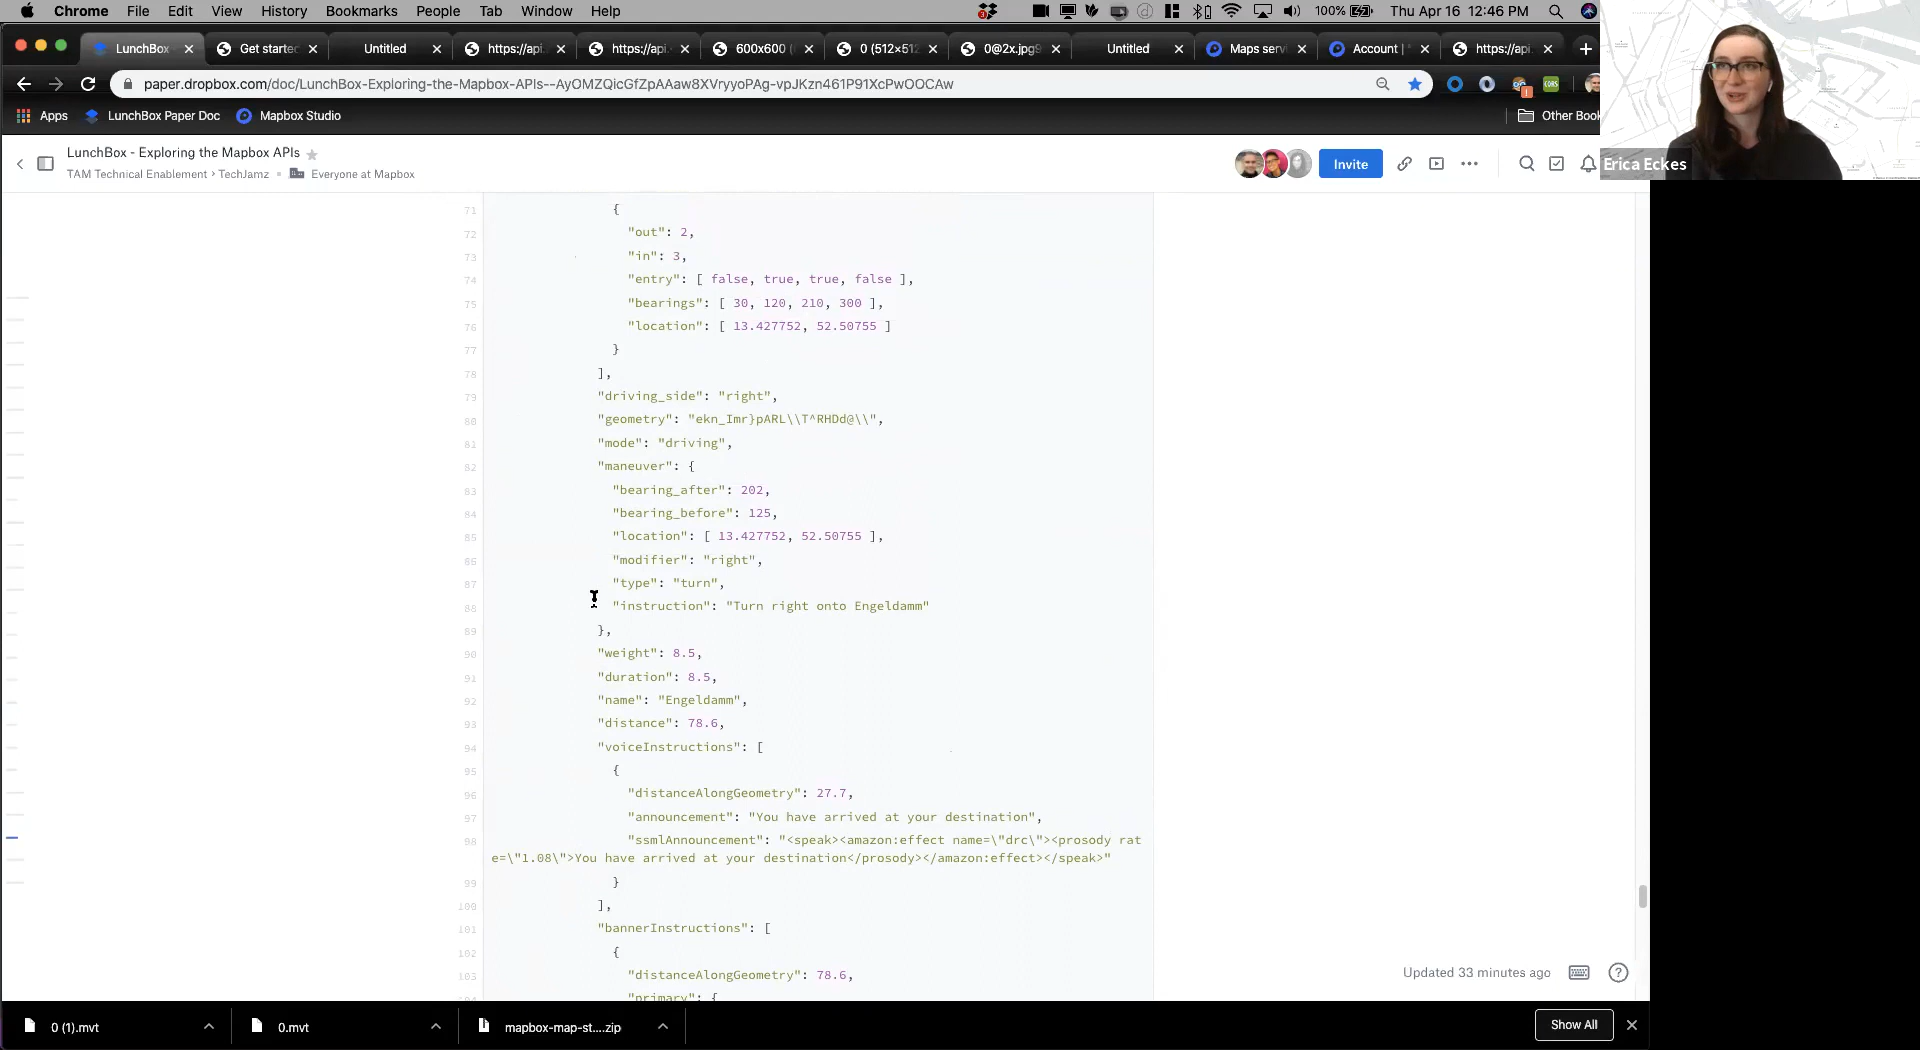 Chrome File Edit View History Bookmarks People Tab Window Help 100% Thu Apr 16 12:46 PM
LunchBox Get starte Untitled https://api. https://api. 600x600 0 (512×512 0@2x.jpg Untitled Maps serv Account | https://api
paper.dropbox.com/doc/LunchBox-Exploring-the-Mapbox-APIs--AyOMZQicGfZpAAaw8XVryyoPAg-vpJKzn461P91XcPwOOCAw
Apps LunchBox Paper Doc Mapbox Studio Other Book
LunchBox - Exploring the Mapbox APIs
TAM Technical Enablement > TechJamz Everyone at Mapbox
Invite
Erica Eckes
71 {
72 "out": 2,
73 "in": 3,
74 "entry": [ false, true, true, false ],
75 "bearings": [ 30, 120, 210, 300 ],
76 "location": [ 13.427752, 52.50755 ]
77 }
78 ],
79 "driving_side": "right",
80 "geometry": "ekn_Imr}pARL\\T^RHDd@\\",
81 "mode": "driving",
82 "maneuver": {
83 "bearing_after": 202,
84 "bearing_before": 125,
85 "location": [ 13.427752, 52.50755 ],
86 "modifier": "right",
87 "type": "turn",
88 "instruction": "Turn right onto Engeldamm"
89 },
90 "weight": 8.5,
91 "duration": 8.5,
92 "name": "Engeldamm",
93 "distance": 78.6,
94 "voiceInstructions": [
95 {
96 "distanceAlongGeometry": 27.7,
97 "announcement": "You have arrived at your destination",
98 "ssmlAnnouncement": "<speak><amazon:effect name=\"drc\"><prosody rat
e=\"1.08\">You have arrived at your destination</prosody></amazon:effect></speak>"
99 }
100 ],
101 "bannerInstructions": [
102 {
103 "distanceAlongGeometry": 78.6,
104 "primary": {
Updated 33 minutes ago
0 (1).mvt 0.mvt mapbox-map-st....zip Show All